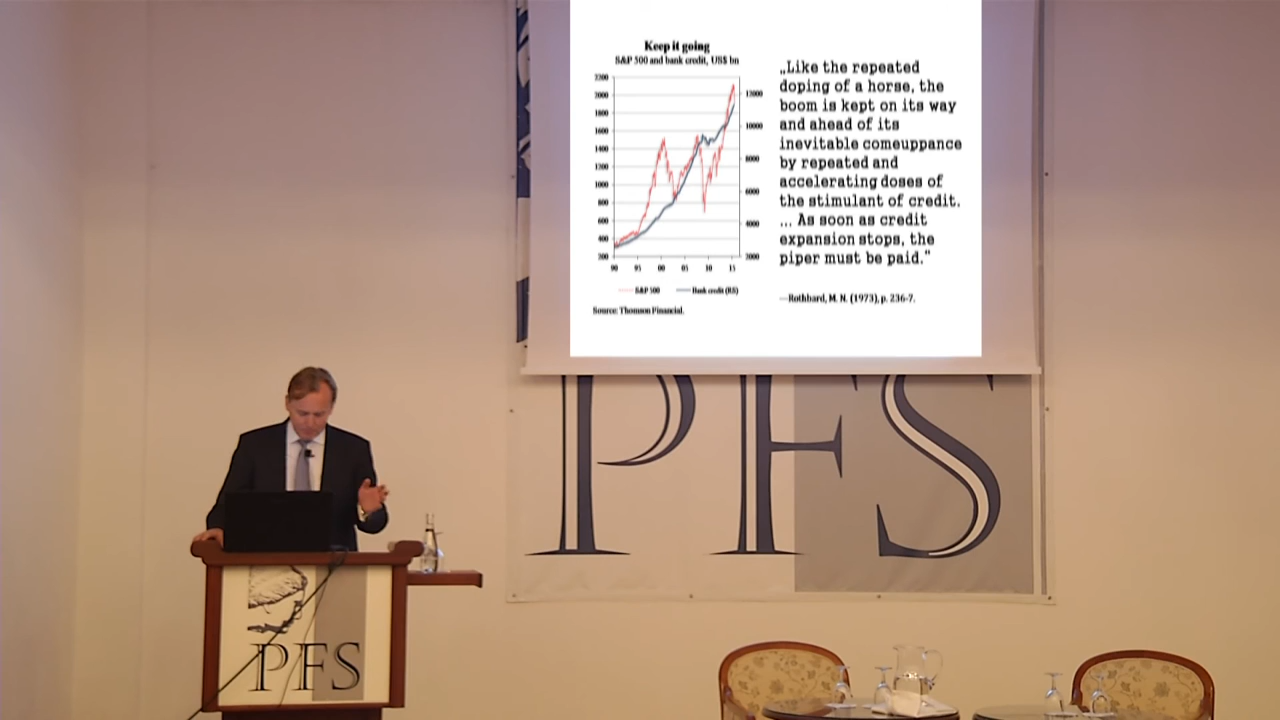 Keep it going
S&P 500 and bank credit, US$ bn
2200
2000
1800
1600
1400
1200
1000
800
600
400
200
12000
10000
8000
6000
4000
2000
90 95 00 05 10 15
S&P 500 Bank credit (RS)
Source: Thomson Financial.
„Like the repeated
doping of a horse, the
boom is kept on its way
and ahead of its
inevitable comeuppance
by repeated and
accelerating doses of
the stimulant of credit.
... As soon as credit
expansion stops, the
piper must be paid."
—Rothbard, M. N. (1973), p. 236-7.
PFS
PFS